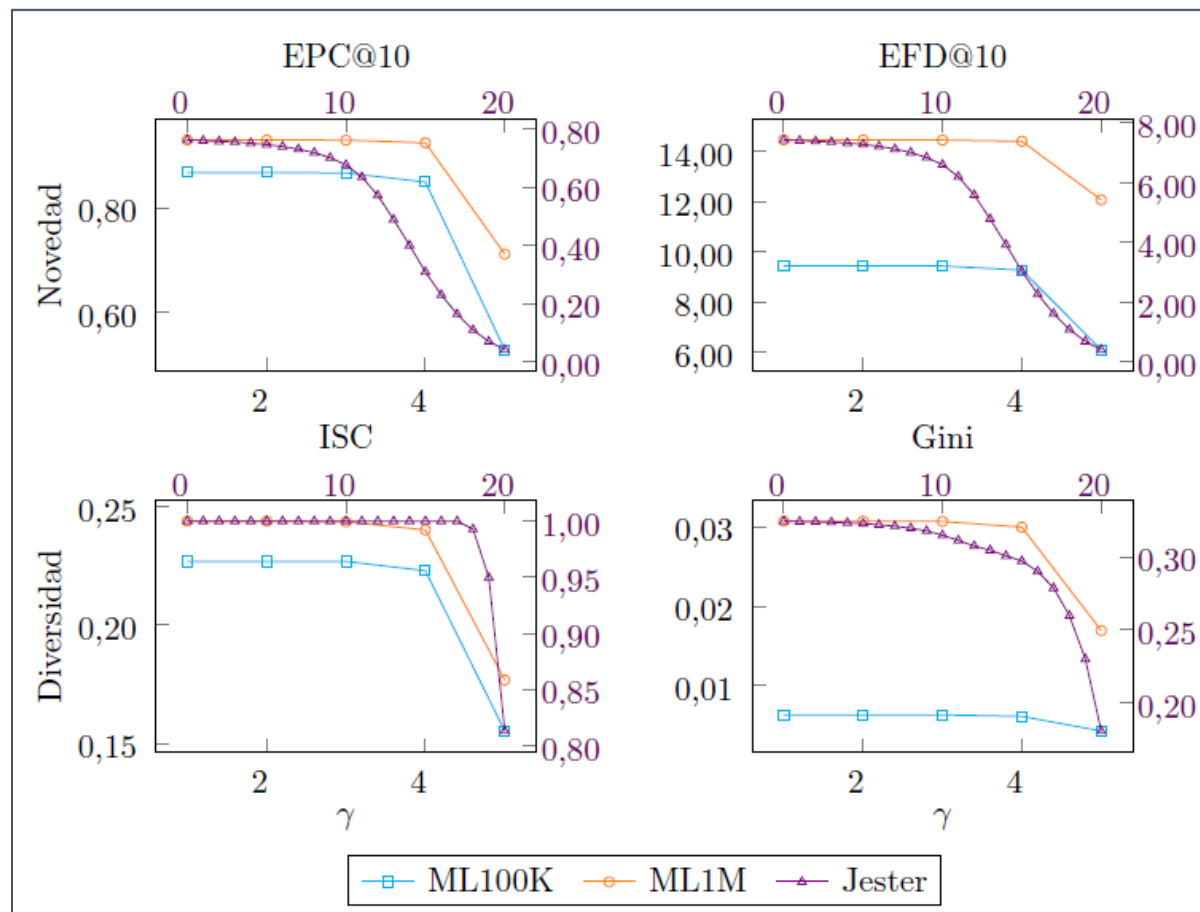 EPC@10 EFD@10
0 10 20 0 10 20
0,80 8,00
14,00
Novedad 0,80 0,60 12,00 6,00
0,40 10,00 4,00
0,60 0,20 8,00 2,00
0,00 6,00 0,00
2 4 2 4
ISC Gini
0 10 20 0 10 20
0,25 1,00 0,03
Diversidad 0,95 0,30
0,20 0,90 0,02 0,25
0,85 0,01 0,20
0,15 0,80
2 4 2 4
γ γ
ML100K ML1M Jester